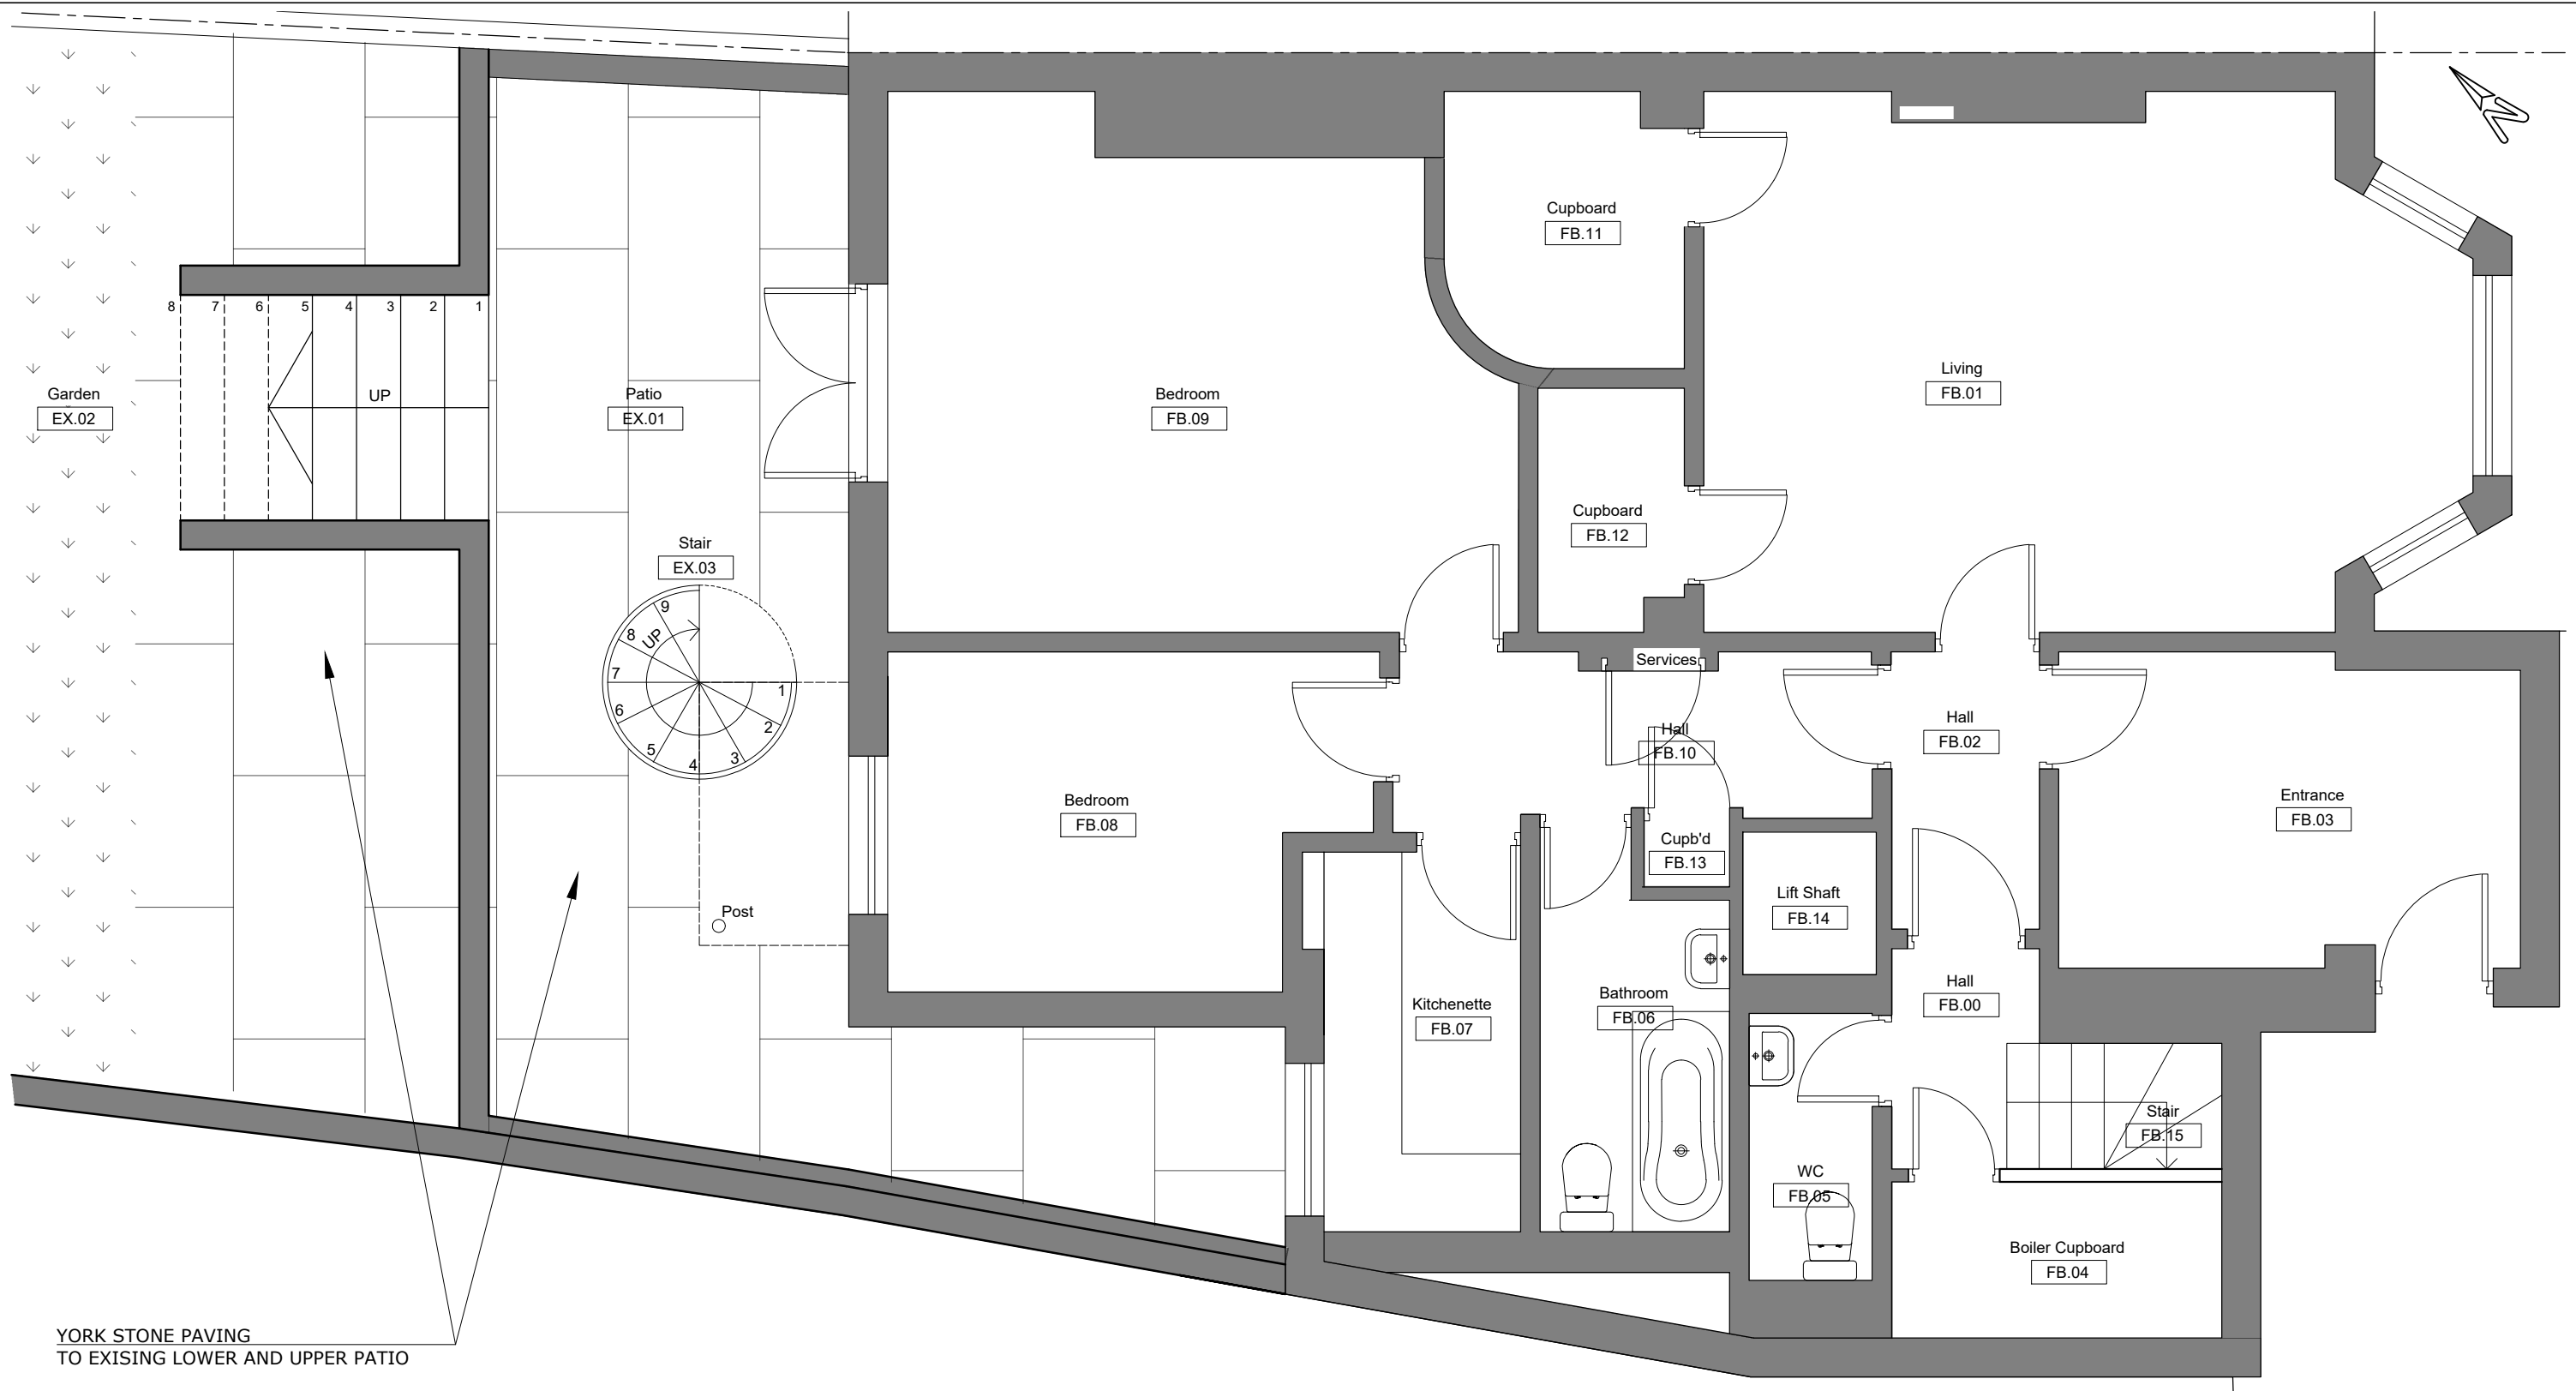 Cupboard
FB.11
8
7
6
5
4
3
2
1
UP
Garden
EX.02
Patio
EX.01
Bedroom
FB.09
Living
FB.01
Cupboard
FB.12
Stair
EX.03
9
8
UP
7
6
5
4
3
2
1
Services
Hall
FB.10
Hall
FB.02
Bedroom
FB.08
Entrance
FB.03
Cupb'd
FB.13
Lift Shaft
FB.14
Post
Kitchenette
FB.07
Bathroom
FB.06
Hall
FB.00
Stair
FB.15
WC
FB.05
Boiler Cupboard
FB.04
YORK STONE PAVING
TO EXISING LOWER AND UPPER PATIO
N